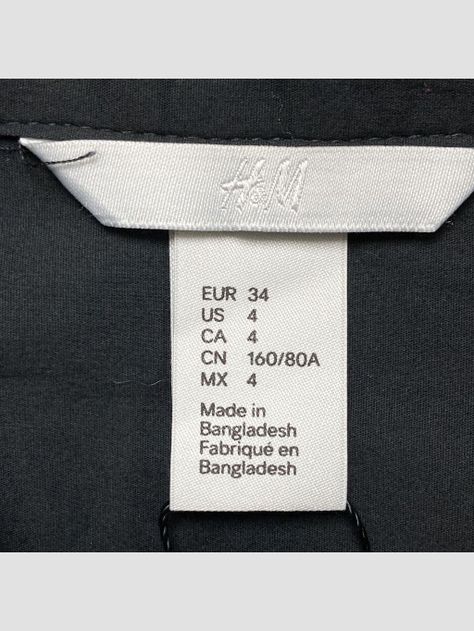 H&M
EUR 34
US 4
CA 4
CN 160/80A
MX 4
Made in
Bangladesh
Fabriqué en
Bangladesh